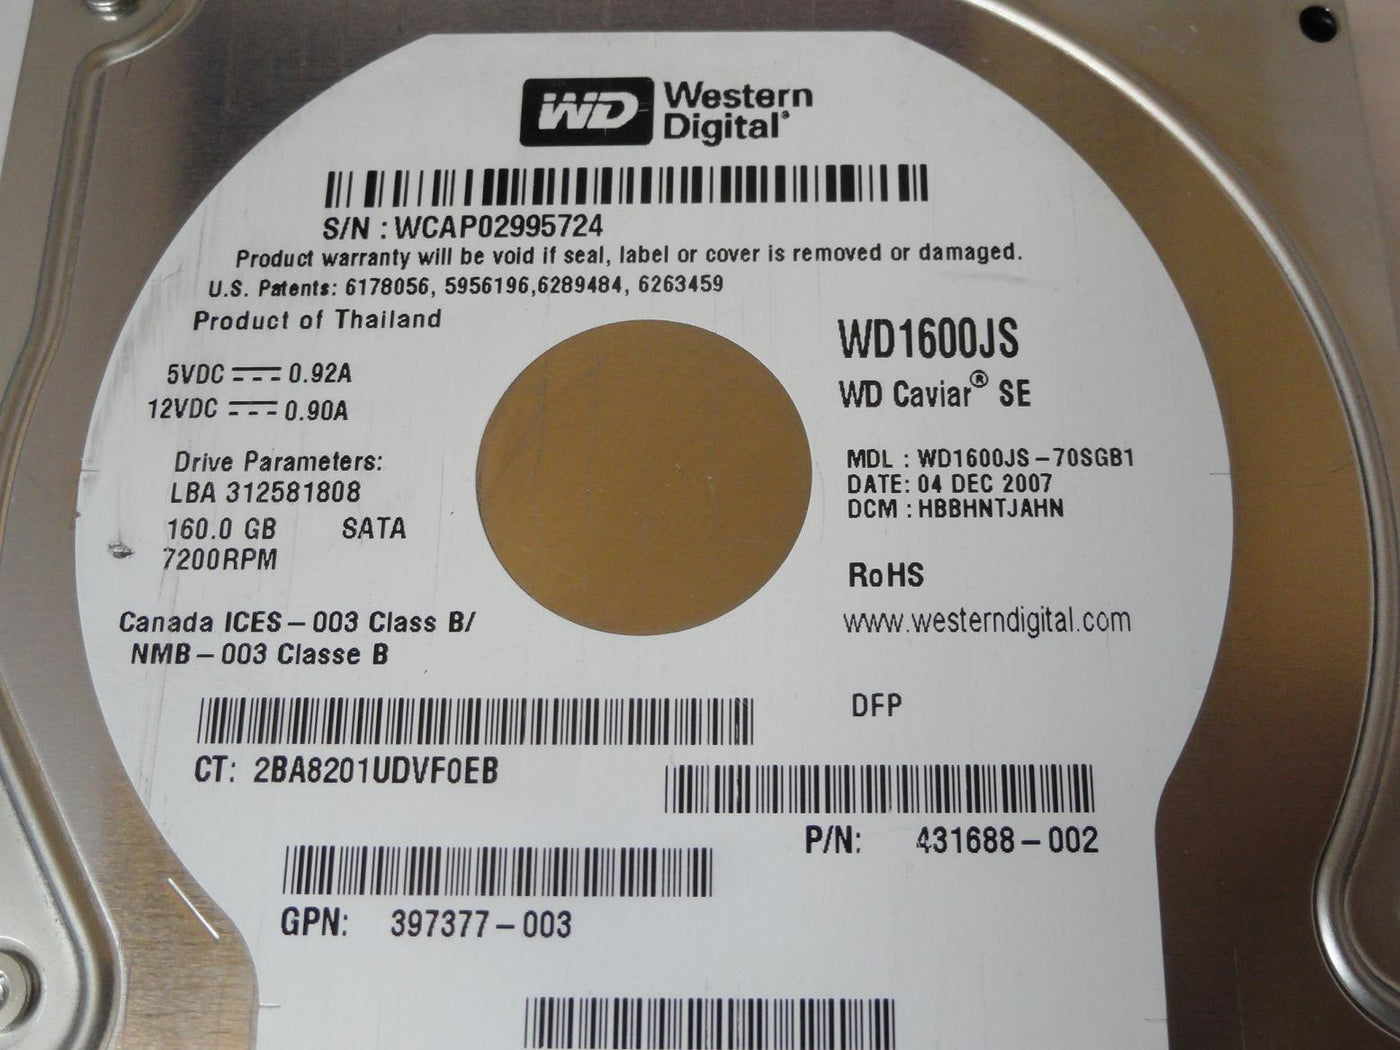 WD Western
Digital
S/N : WCAP02995724
Product warranty will be void if seal, label or cover is removed or damaged.
U.S. Patents: 6178056, 5956196,6289484, 6263459
Product of Thailand
5VDC 0.92A
12VDC 0.90A
Drive Parameters:
LBA 312581808
160.0 GB SATA
7200RPM
Canada ICES – 003 Class B/
NMB – 003 Classe B
WD1600JS
WD Caviar® SE
MDL : WD1600JS – 70SGB1
DATE: 04 DEC 2007
DCM : HBBHNTJAHN
RoHS
www.westerndigital.com
DFP
CT: 2BA8201UDVF0EB
P/N: 431688 – 002
GPN: 397377 – 003